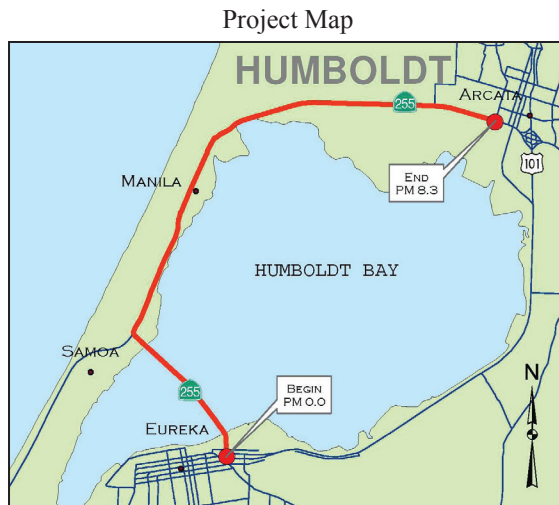 Project Map
HUMBOLDT
ARCATA
255
101
END
PM 8.3
MANILA
HUMBOLDT BAY
SAMOA
255
BEGIN
PM 0.0
N
EUREKA